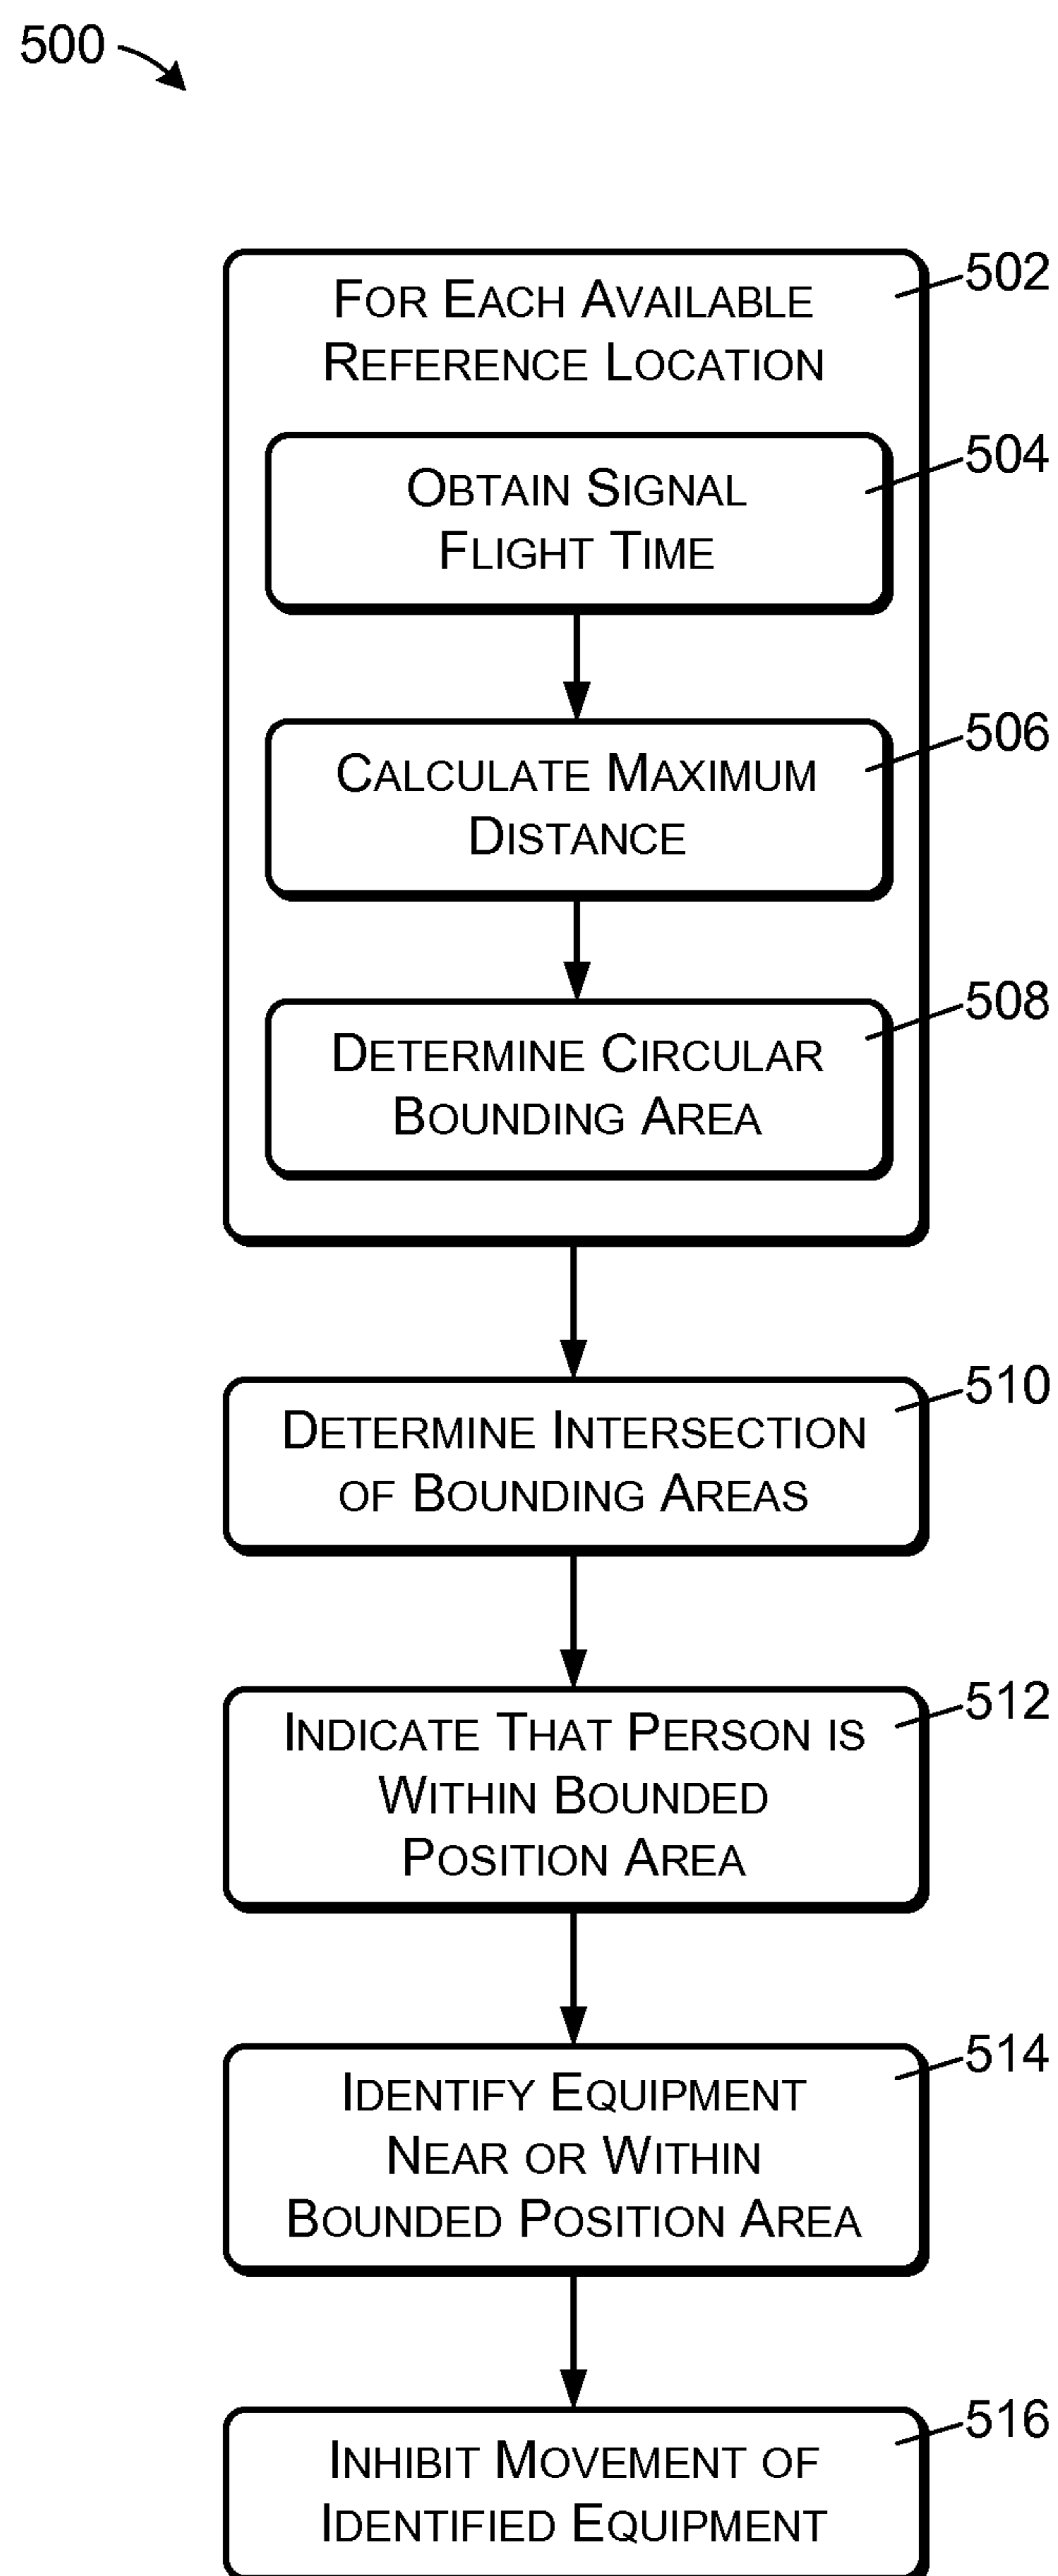 500
FOR EACH AVAILABLE
REFERENCE LOCATION
502
OBTAIN SIGNAL
FLIGHT TIME
504
CALCULATE MAXIMUM
DISTANCE
506
DETERMINE CIRCULAR
BOUNDING AREA
508
DETERMINE INTERSECTION
OF BOUNDING AREAS
510
INDICATE THAT PERSON IS
WITHIN BOUNDED
POSITION AREA
512
IDENTIFY EQUIPMENT
NEAR OR WITHIN
BOUNDED POSITION AREA
514
INHIBIT MOVEMENT OF
IDENTIFIED EQUIPMENT
516